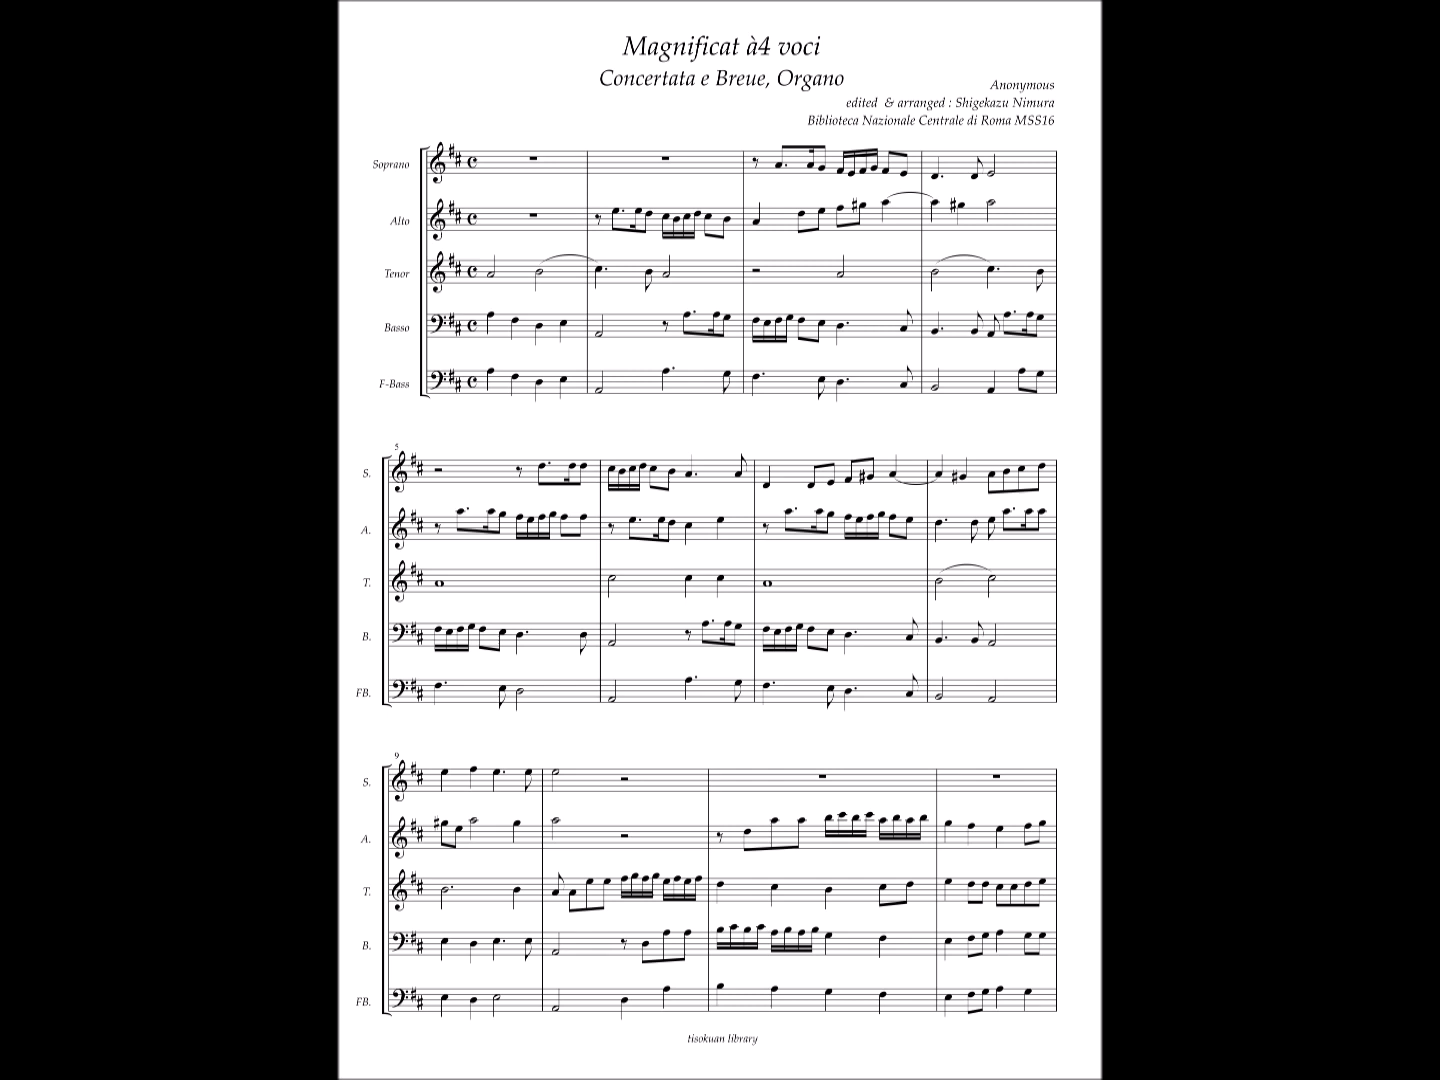 Magnificat à4 voci
Concertata e Breue, Organo
Anonymous
edited & arranged : Shigekazu Nimura
Biblioteca Nazionale Centrale di Roma MSS16
Soprano
Alto
Tenor
Basso
F-Bass
5
S.
A.
T.
B.
FB.
9
S.
A.
T.
B.
FB.
tisokuan library